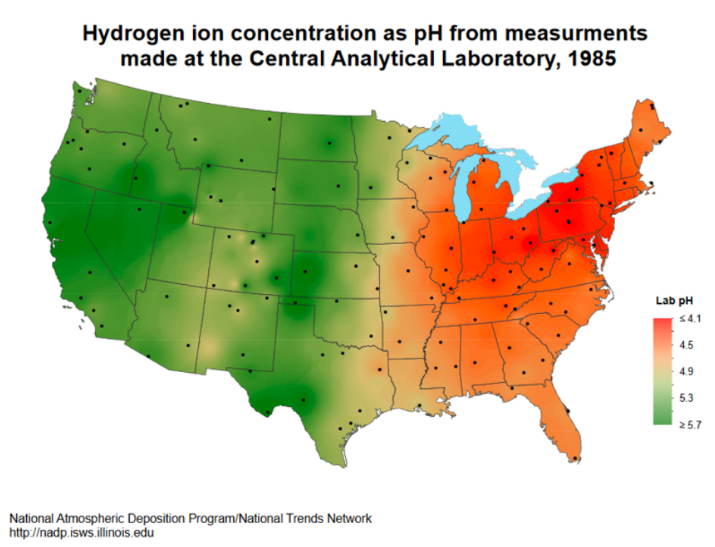 Hydrogen ion concentration as pH from measurments
made at the Central Analytical Laboratory, 1985
Lab pH
≤ 4.1
4.5
4.9
5.3
≥ 5.7
National Atmospheric Deposition Program/National Trends Network
http://nadp.isws.illinois.edu